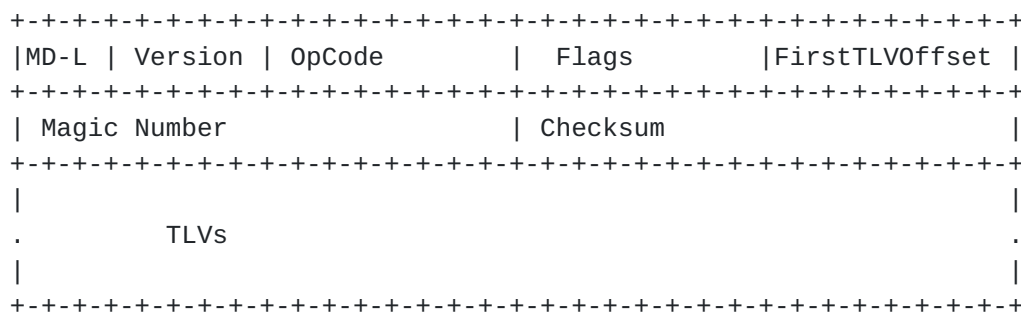 +-+-+-+-+-+-+-+-+-+-+-+-+-+-+-+-+-+-+-+-+-+-+-+-+-+-+-+-+-+-+-+-+
|MD-L | Version | OpCode        |  Flags        |FirstTLVOffset |
+-+-+-+-+-+-+-+-+-+-+-+-+-+-+-+-+-+-+-+-+-+-+-+-+-+-+-+-+-+-+-+-+
| Magic Number                  | Checksum                      |
+-+-+-+-+-+-+-+-+-+-+-+-+-+-+-+-+-+-+-+-+-+-+-+-+-+-+-+-+-+-+-+-+
|                                                               |
.         TLVs                                                  .
|                                                               |
+-+-+-+-+-+-+-+-+-+-+-+-+-+-+-+-+-+-+-+-+-+-+-+-+-+-+-+-+-+-+-+-+